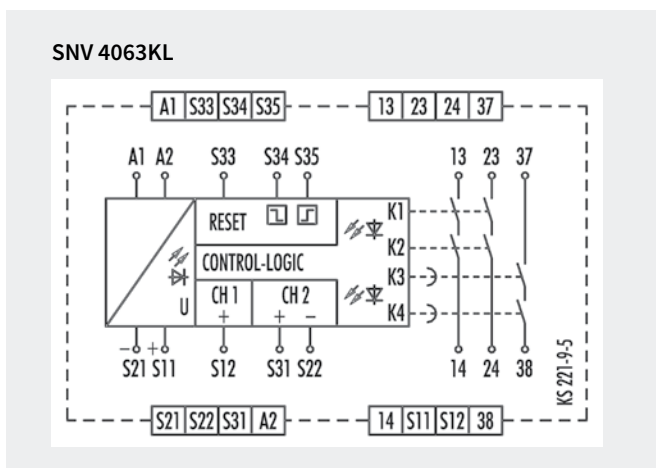 SNV 4063KL
A1 S33 S34 S35 13 23 24 37
A1 A2 S33 S34 S35 13 23 37
RESET K1
K2
CONTROL-LOGIC
K3
CH 1 CH 2
U + + − K4
− +
S21 S11 S12 S31 S22 14 24 38
KS 221-9-5
S21 S22 S31 A2 14 S11 S12 38